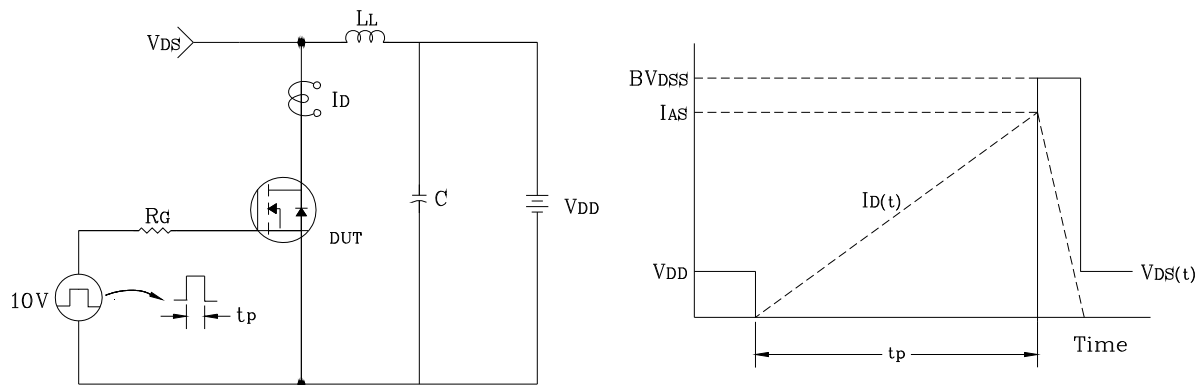 LL
VDS
ID
C
VDD
RG
DUT
10V
tp
BVDSS
IAS
ID(t)
VDD
VDS(t)
Time
tp